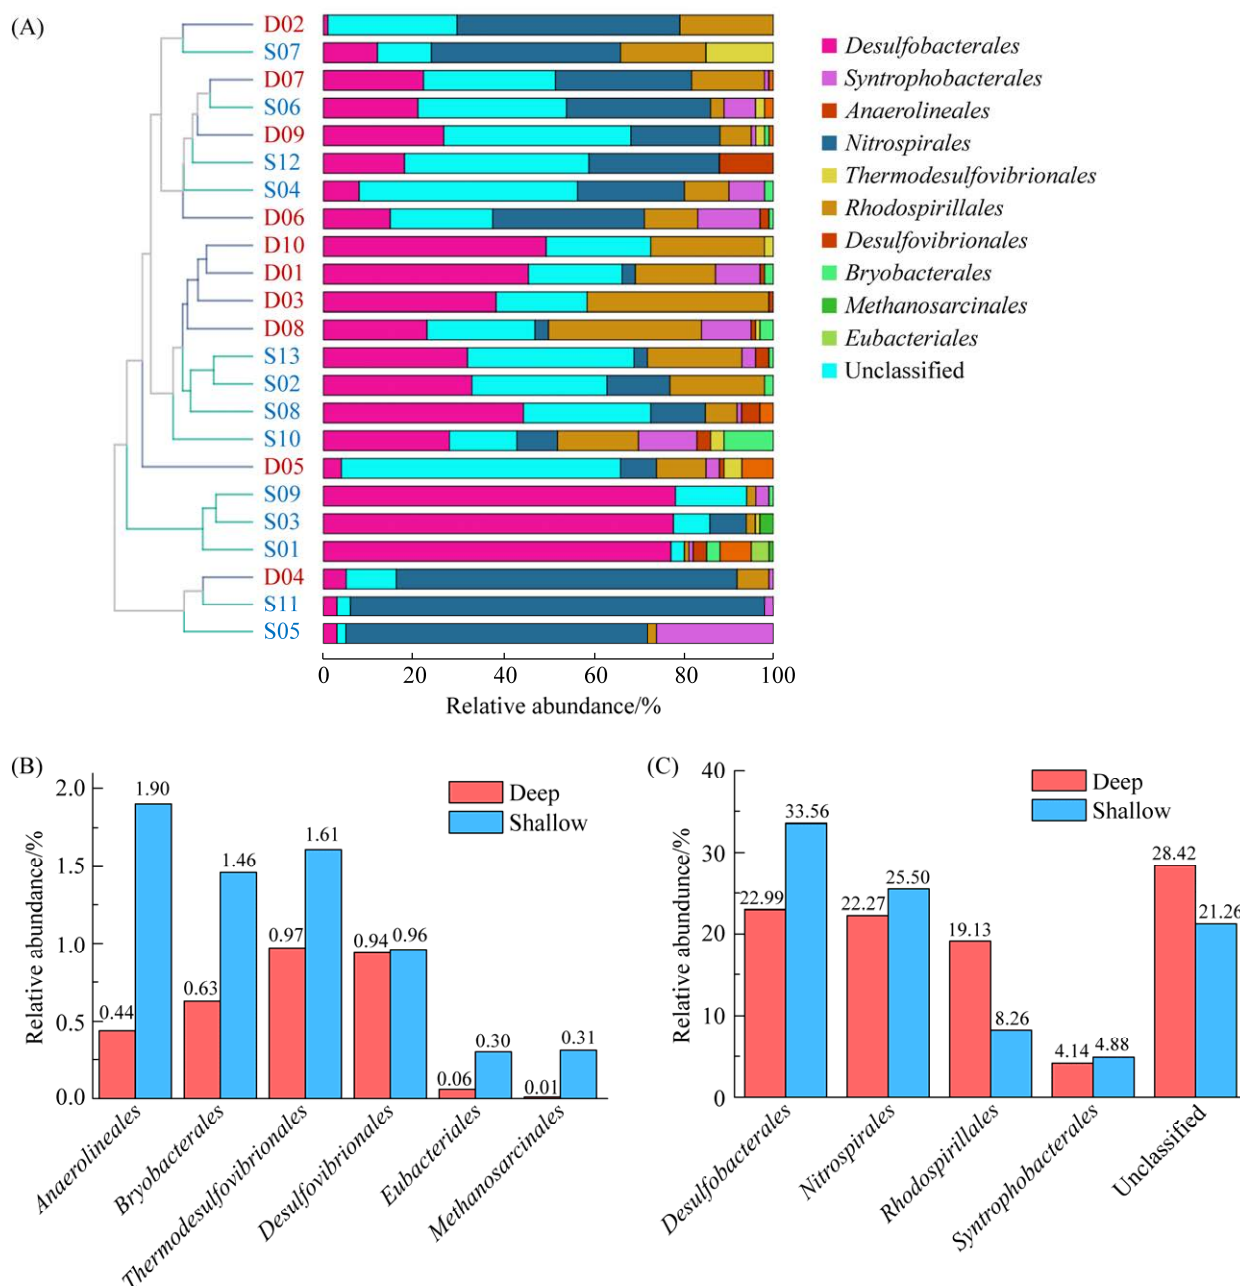 (A)
D02
S07
D07
S06
D09
S12
S04
D06
D10
D01
D03
D08
S13
S02
S08
S10
D05
S09
S03
S01
D04
S11
S05
0 20 40 60 80 100
Relative abundance/%
Desulfobacterales
Syntrophobacterales
Anaerolineales
Nitrospirales
Thermodesulfovibrionales
Rhodospirillales
Desulfovibrionales
Bryobacterales
Methanosarcinales
Eubacteriales
Unclassified
(B)
Relative abundance/%
2.0
1.5
1.0
0.5
0.0
Deep
Shallow
0.44
1.90
0.63
1.46
0.97
1.61
0.94
0.96
0.06
0.30
0.01
0.31
Anaerolineales
Bryobacterales
Thermodesulfovibrionales
Desulfovibrionales
Eubacteriales
Methanosarcinales
(C)
Relative abundunce/%
40
30
20
10
0
Deep
Shallow
22.99
33.56
22.27
25.50
19.13
8.26
4.14
4.88
28.42
21.26
Desulfobacterales
Nitrospirales
Rhodospirillales
Syntrophobacterales
Unclassified